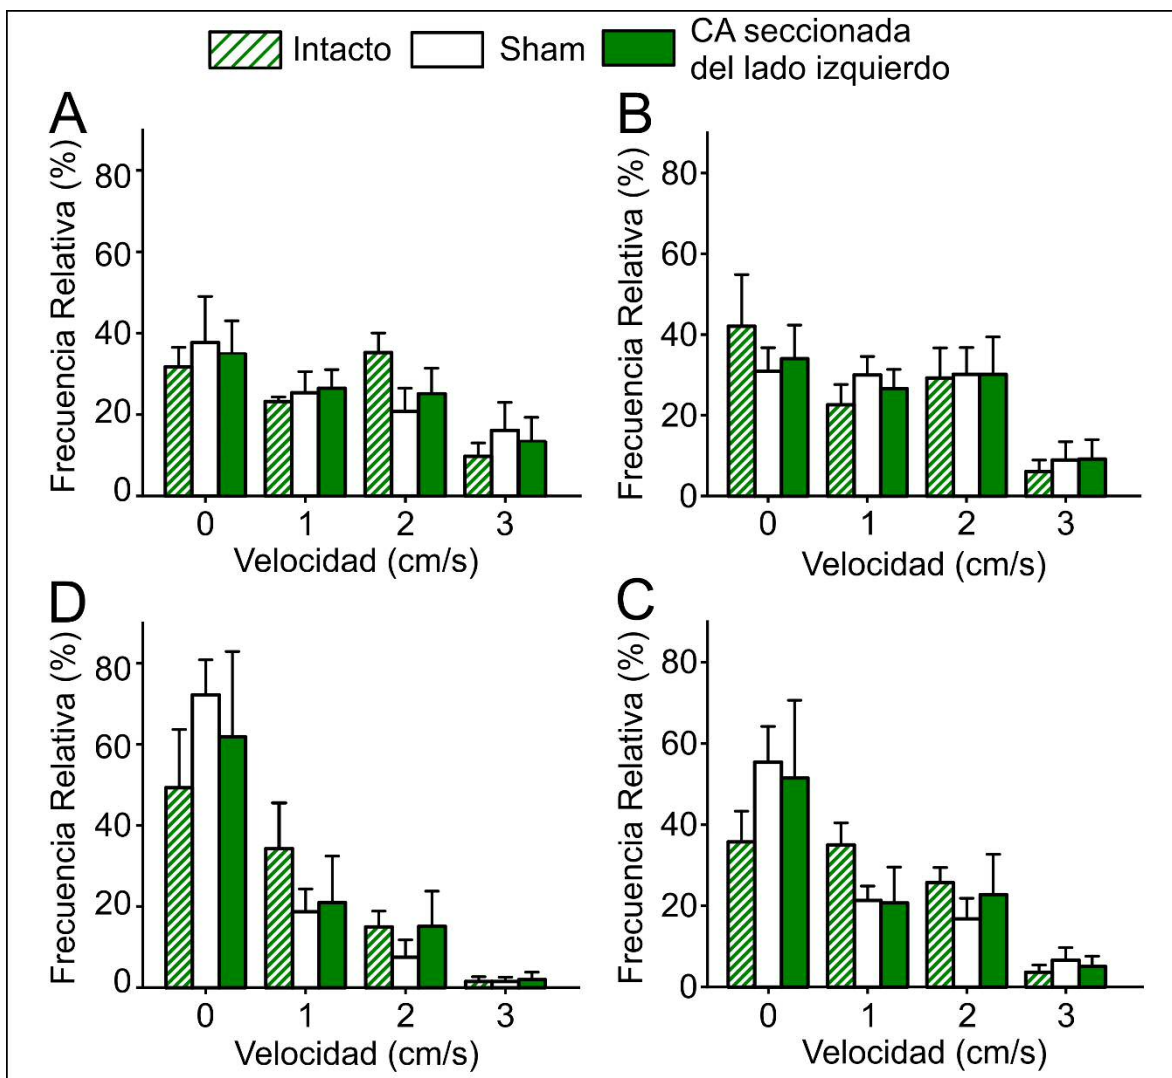 Intacto Sham CA seccionada
del lado izquierdo
A
Frecuencia Relativa (%)
80
60
40
20
0
0 1 2 3
Velocidad (cm/s)
B
Frecuencia Relativa (%)
80
60
40
20
0
0 1 2 3
Velocidad (cm/s)
D
Frecuencia Relativa (%)
80
60
40
20
0
0 1 2 3
Velocidad (cm/s)
C
Frecuencia Relativa (%)
80
60
40
20
0
0 1 2 3
Velocidad (cm/s)